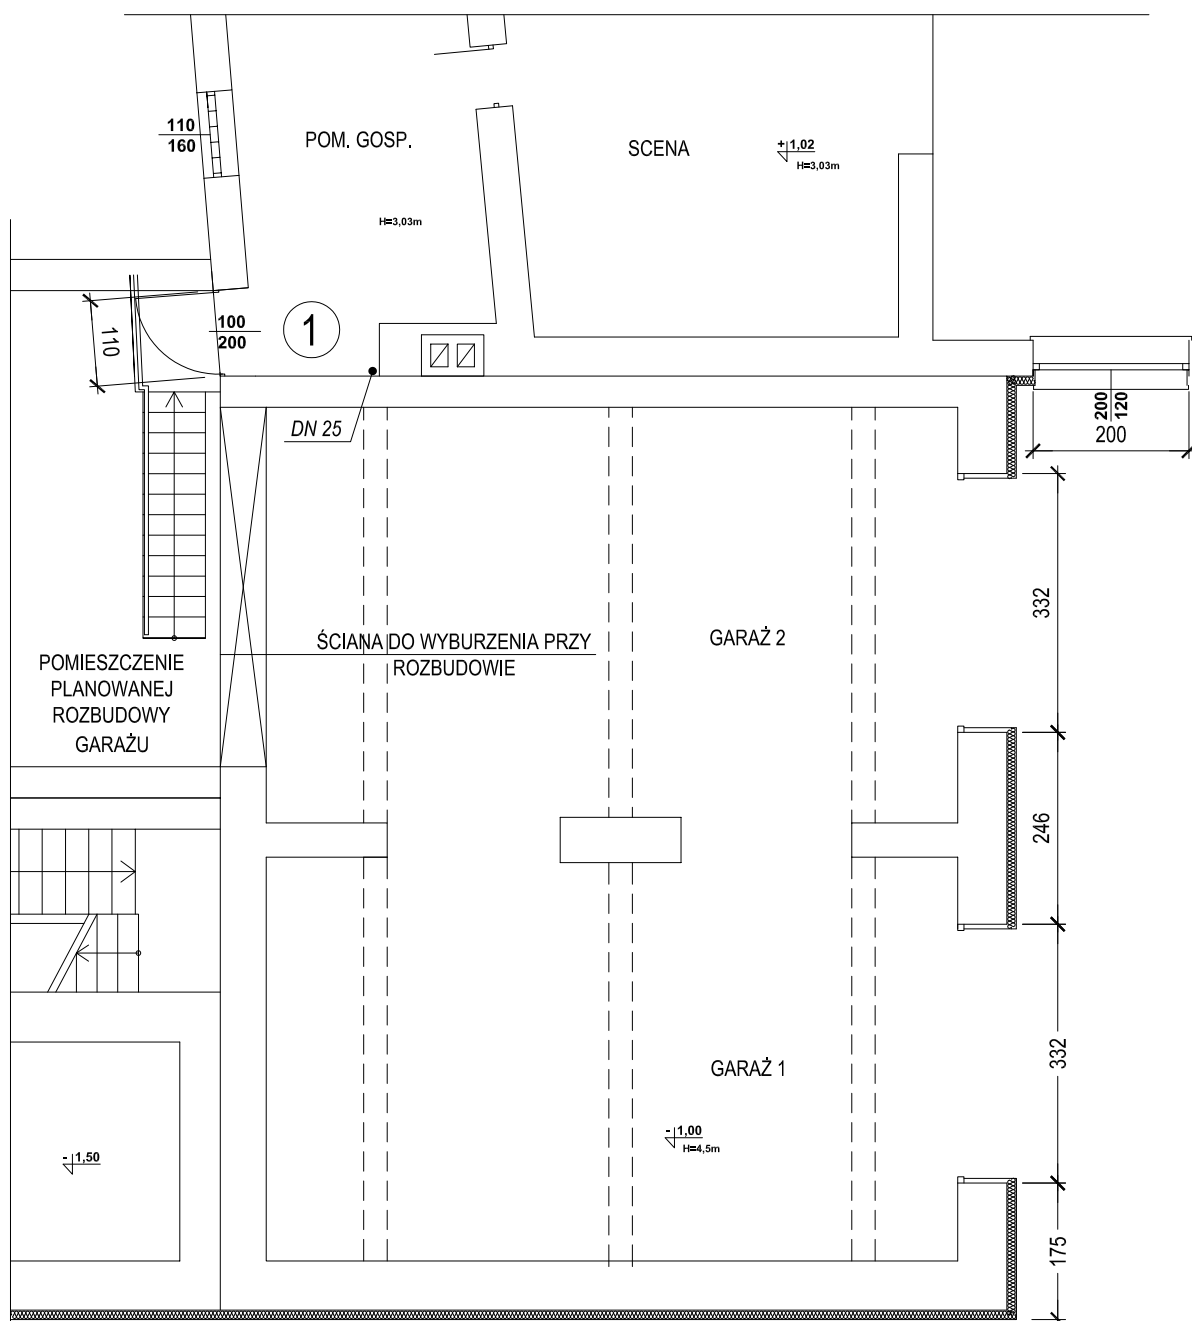 110
160
POM. GOSP.
SCENA
+1,02
H=3,03m
H=3,03m
110
100
200
1
DN 25
200
120
200
332
ŚCIANA DO WYBURZENIA PRZY
ROZBUDOWIE
GARAŻ 2
POMIESZCZENIE
PLANOWANEJ
ROZBUDOWY
GARAŻU
246
332
GARAŻ 1
-1,00
H=4,5m
-1,50
175